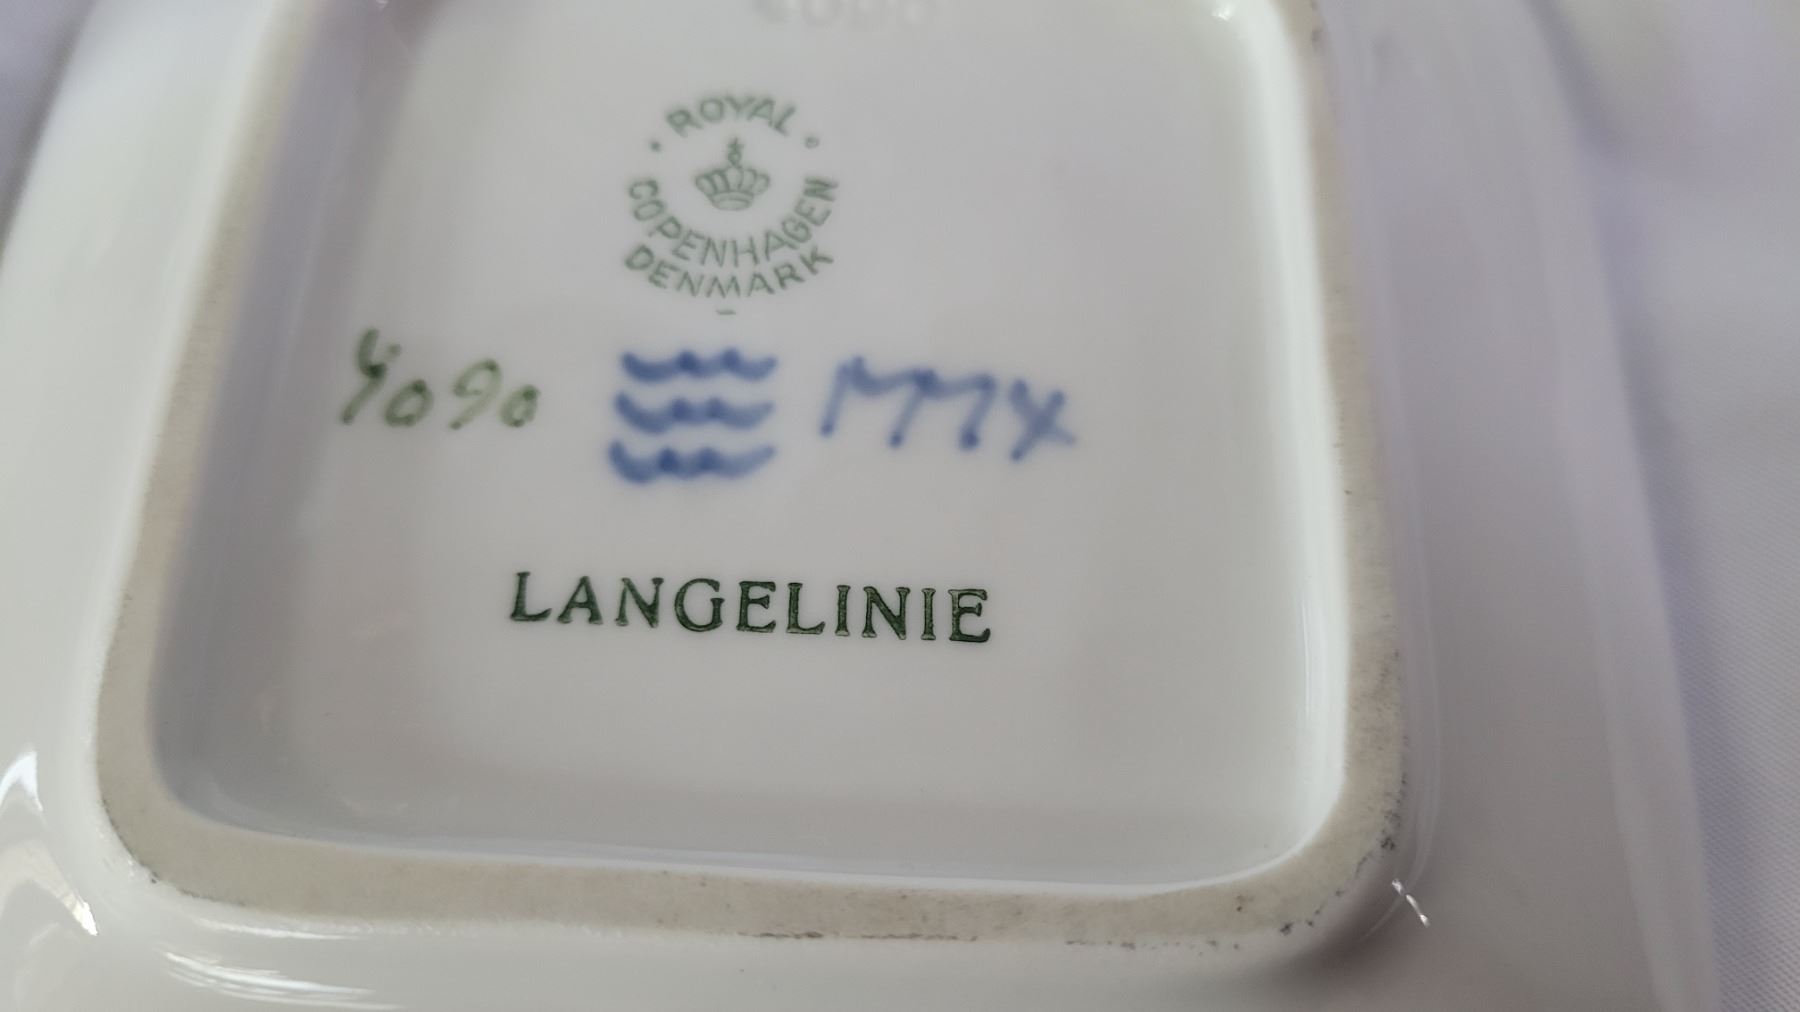 ROYAL
COPENHAGEN
DENMARK
4090
LANGELINIE